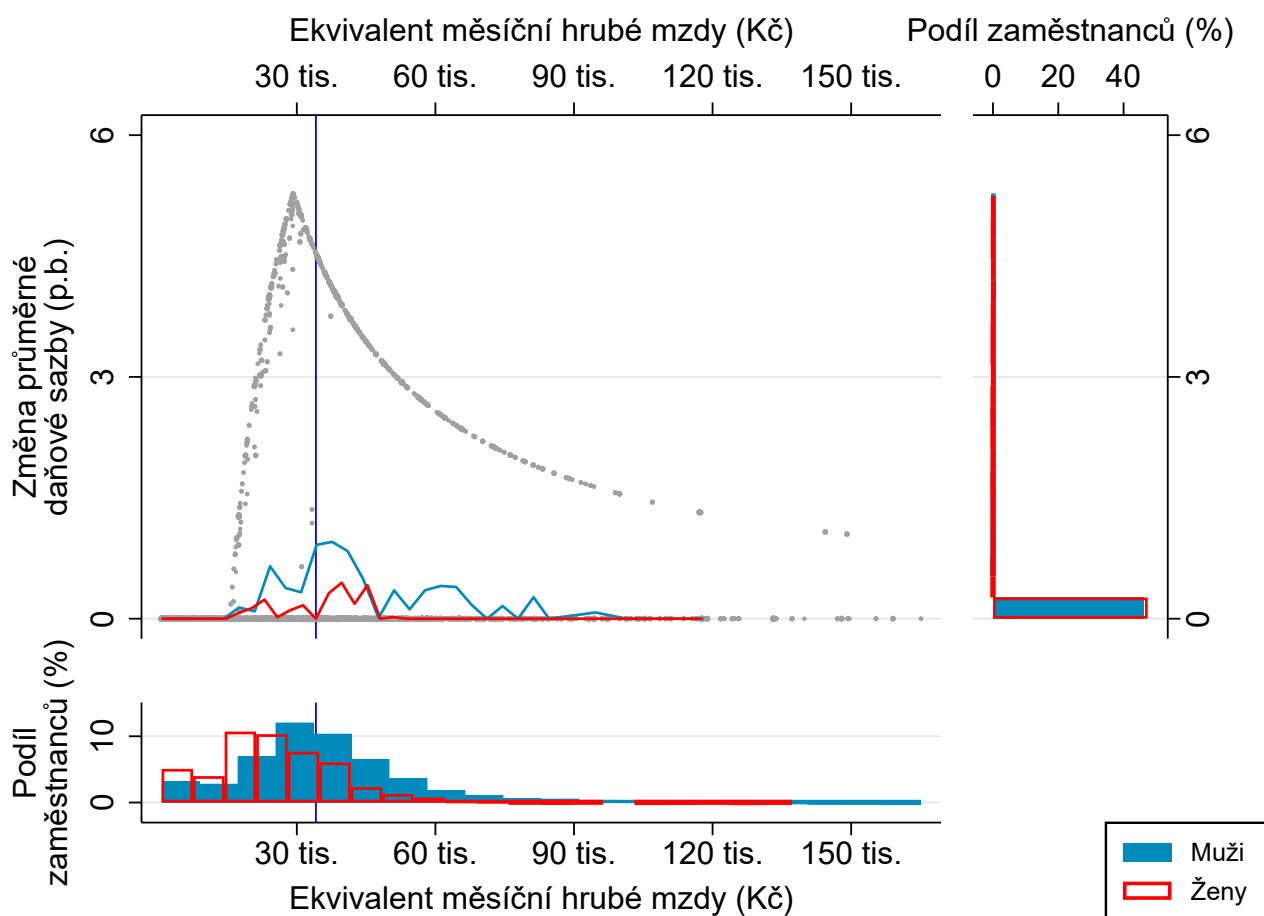 Ekvivalent měsíční hrubé mzdy (Kč)
Podíl zaměstnanců (%)
30 tis. 60 tis. 90 tis. 120 tis. 150 tis.
0 20 40
6
3
0
Změna průměrné
daňové sazby (p.b.)
6
3
0
10
0
Podíl
zaměstnanců (%)
30 tis. 60 tis. 90 tis. 120 tis. 150 tis.
Ekvivalent měsíční hrubé mzdy (Kč)
Muži
Ženy